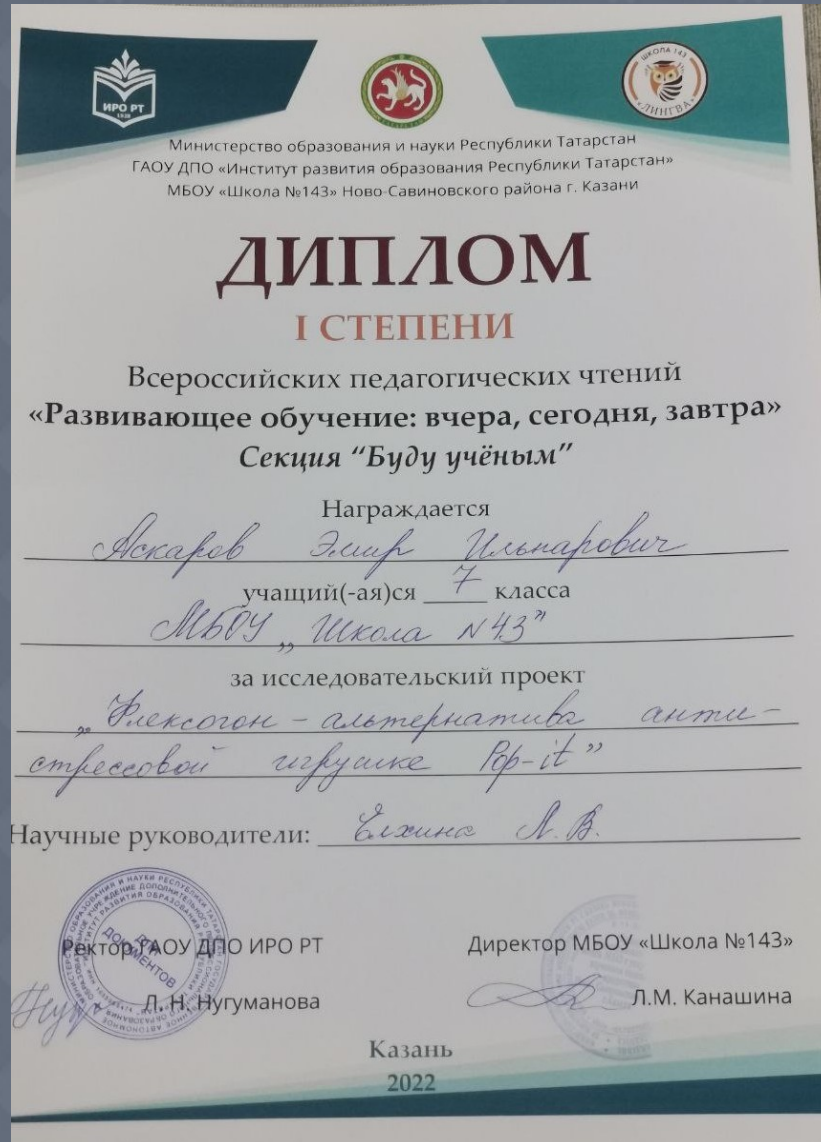 ИРО РТ
ШКОЛА 143
«ЛИНГВА»
Министерство образования и науки Республики Татарстан
ГАОУ ДПО «Институт развития образования Республики Татарстан»
МБОУ «Школа №143» Ново-Савиновского района г. Казани
ДИПЛОМ
I СТЕПЕНИ
Всероссийских педагогических чтений
«Развивающее обучение: вчера, сегодня, завтра»
Секция “Буду учёным”
Награждается
Аскаров Эмир Ильнарович
учащий(-ая)ся 7 класса
МБОУ „Школа N43”
за исследовательский проект
„Флексогон - альтернатива анти-
стрессовой игрушке Pop-it”
Научные руководители: Елхина Л.В.
ДЛЯ ДОКУМЕНТОВ
Ректор ГАОУ ДПО ИРО РТ
Директор МБОУ «Школа №143»
Л.Н. Нугуманова
Л.М. Канашина
Казань
2022